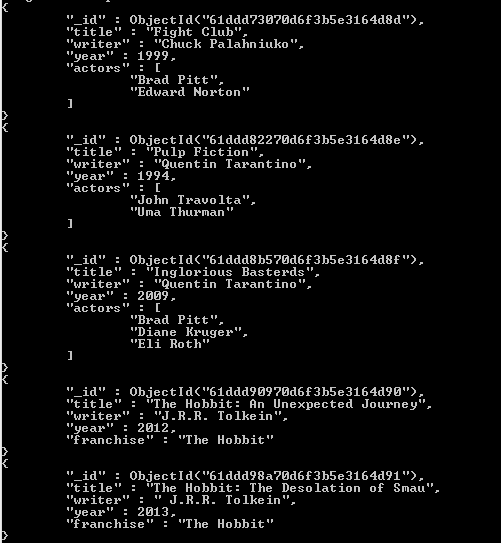 {
"_id" : ObjectId("61ddd73070d6f3b5e3164d8d"),
"title" : "Fight Club",
"writer" : "Chuck Palahniuko",
"year" : 1999,
"actors" : [
"Brad Pitt",
"Edward Norton"
]
}
{
"_id" : ObjectId("61ddd82270d6f3b5e3164d8e"),
"title" : "Pulp Fiction",
"writer" : "Quentin Tarantino",
"year" : 1994,
"actors" : [
"John Travolta",
"Uma Thurman"
]
}
{
"_id" : ObjectId("61ddd8b570d6f3b5e3164d8f"),
"title" : "Inglorious Basterds",
"writer" : "Quentin Tarantino",
"year" : 2009,
"actors" : [
"Brad Pitt",
"Diane Kruger",
"Eli Roth"
]
}
{
"_id" : ObjectId("61ddd90970d6f3b5e3164d90"),
"title" : "The Hobbit: An Unexpected Journey",
"writer" : "J.R.R. Tolkein",
"year" : 2012,
"franchise" : "The Hobbit"
}
{
"_id" : ObjectId("61ddd98a70d6f3b5e3164d91"),
"title" : "The Hobbit: The Desolation of Smau",
"writer" : " J.R.R. Tolkein",
"year" : 2013,
"franchise" : "The Hobbit"
}